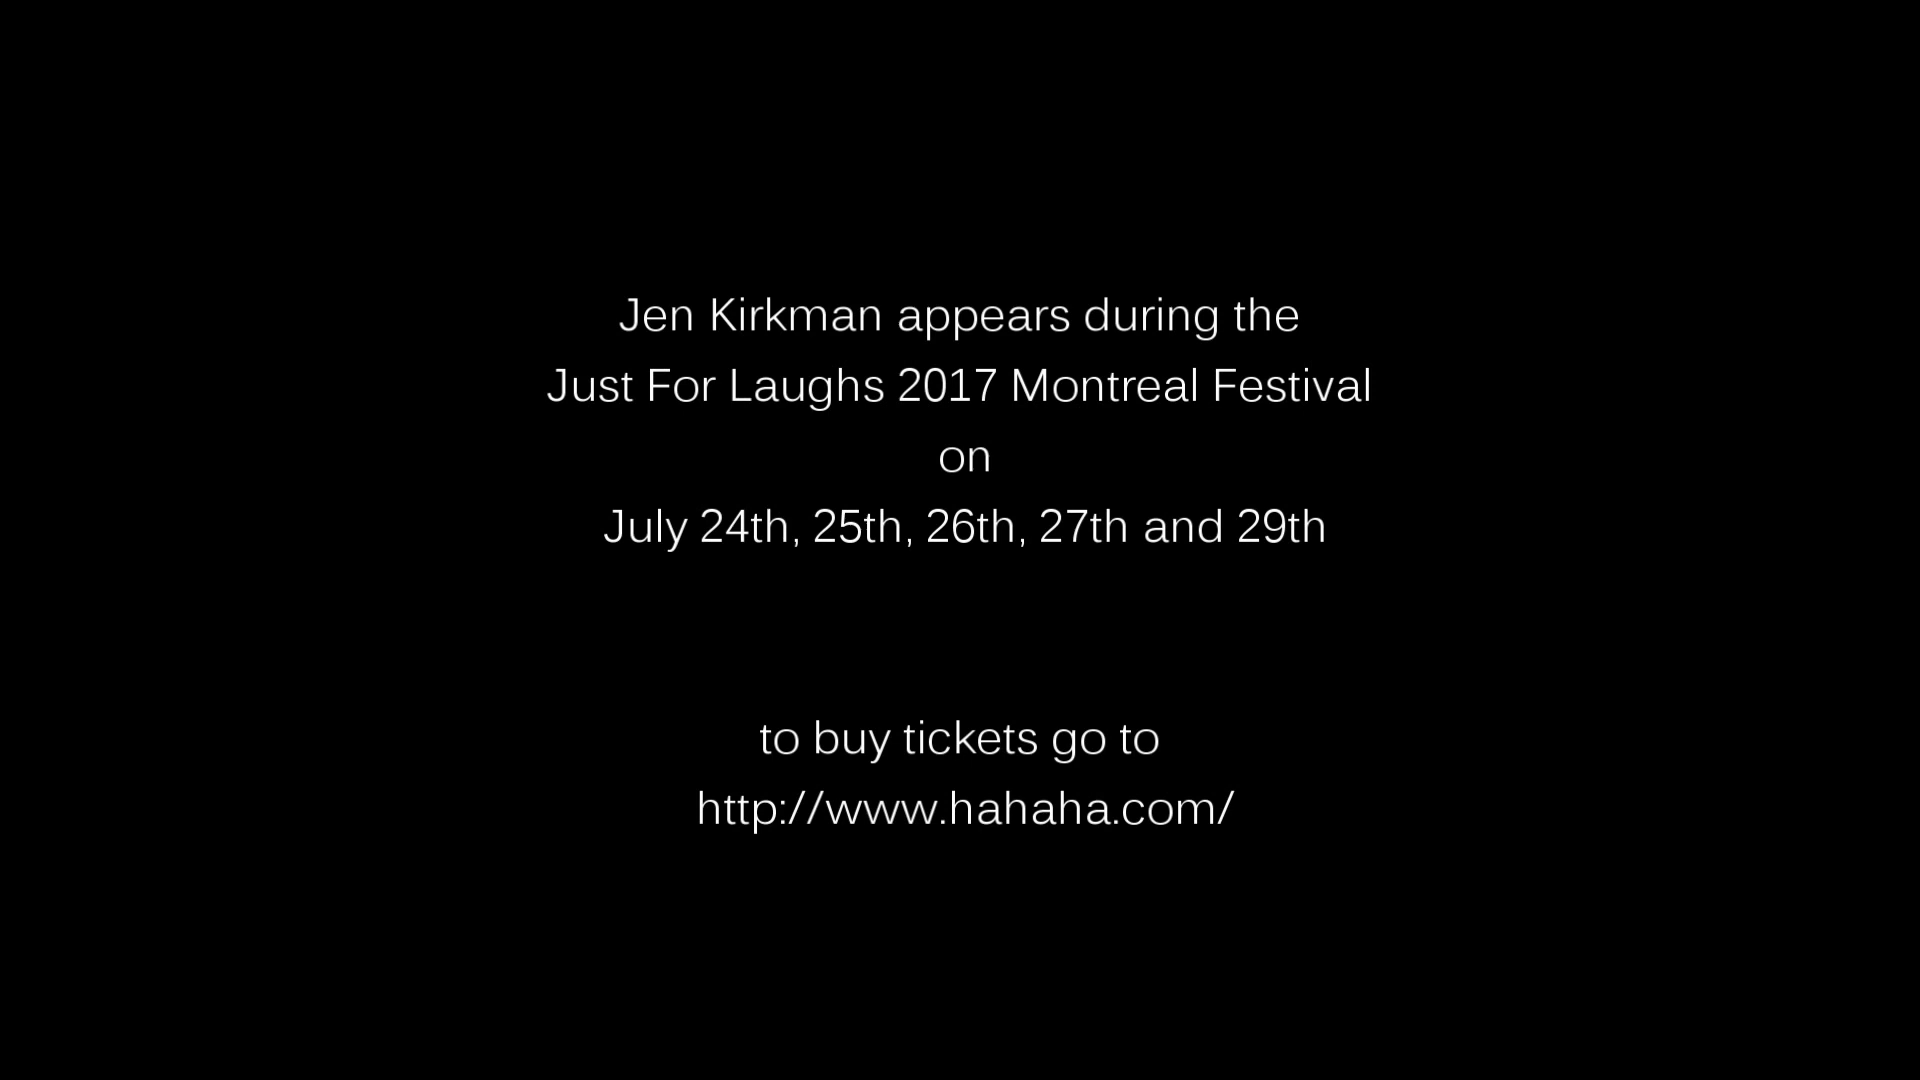 Jen Kirkman appears during the
Just For Laughs 2017 Montreal Festival
on
July 24th, 25th, 26th, 27th and 29th
to buy tickets go to
http://www.hahaha.com/